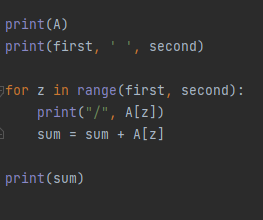 print(A)
print(first, ' ', second)
for z in range(first, second):
    print("/", A[z])
    sum = sum + A[z]
print(sum)